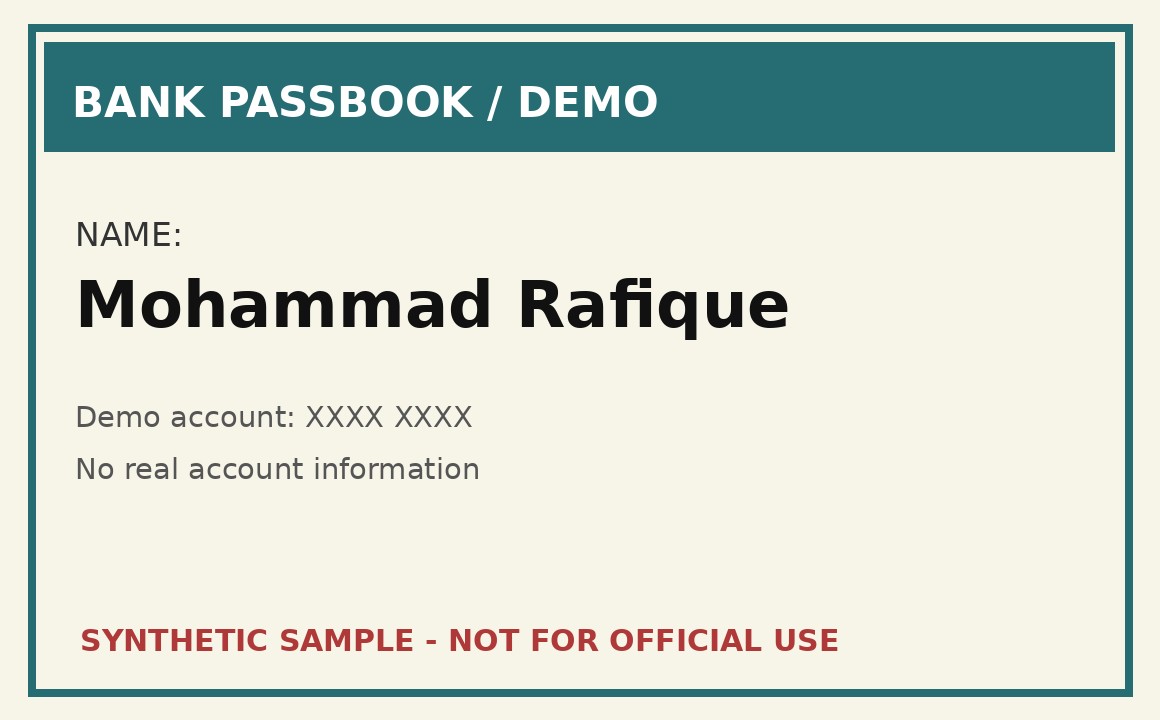 BANK PASSBOOK / DEMO
NAME:
Mohammad Rafique
Demo account: XXXX XXXX
No real account information
SYNTHETIC SAMPLE - NOT FOR OFFICIAL USE